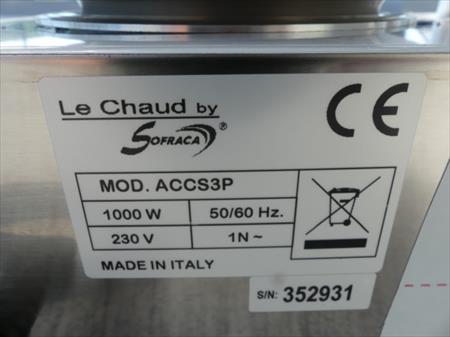 Le Chaud by
SOFRACA®
CE
MOD. ACCS3P
1000 W 50/60 Hz.
230 V 1N~
MADE IN ITALY
S/N: 352931